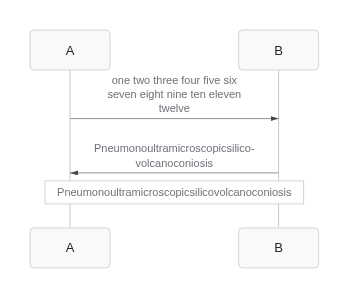 A
B
one two three four five six
seven eight nine ten eleven
twelve
Pneumonoultramicroscopicsilico-
volcanoconiosis
Pneumonoultramicroscopicsilicovolcanoconiosis
A
B